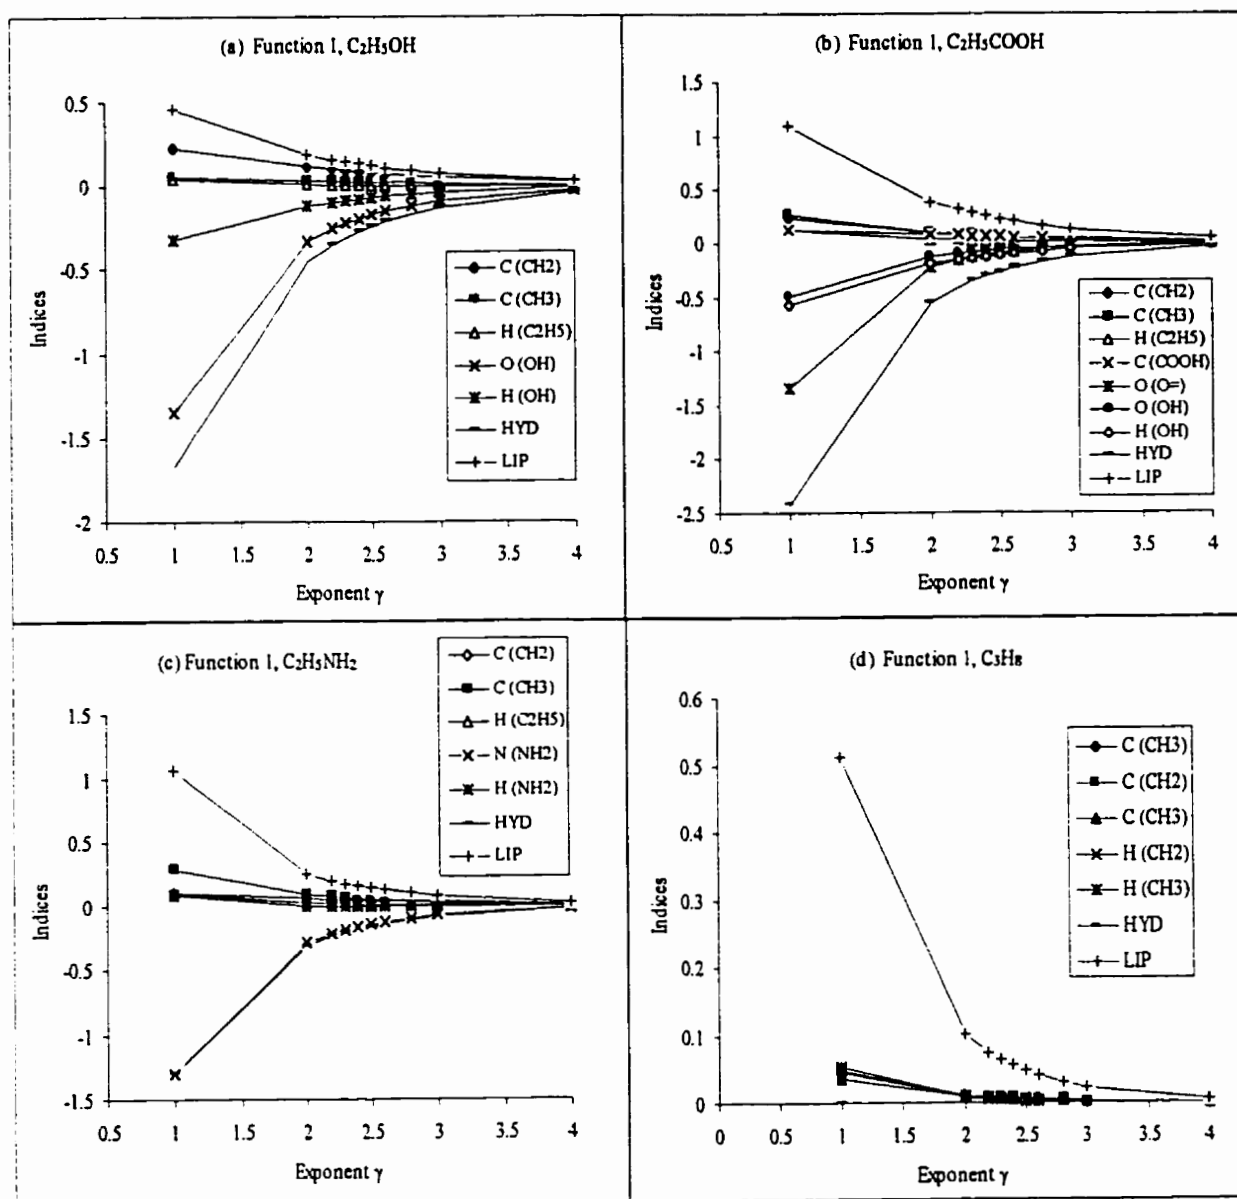 (a) Function 1, C₂H₅OH
0.5
0
-0.5
-1
-1.5
-2
0.5 1 1.5 2 2.5 3 3.5 4
Indices
Exponent γ
C (CH2)
C (CH3)
H (C2H5)
O (OH)
H (OH)
HYD
LIP
(b) Function 1, C₂H₅COOH
1.5
1
0.5
0
-0.5
-1
-1.5
-2
-2.5
0.5 1 1.5 2 2.5 3 3.5 4
Indices
Exponent γ
C (CH2)
C (CH3)
H (C2H5)
C (COOH)
O (O=)
O (OH)
H (OH)
HYD
LIP
(c) Function 1, C₂H₅NH₂
1.5
1
0.5
0
-0.5
-1
-1.5
0.5 1 1.5 2 2.5 3 3.5 4
Indices
Exponent γ
C (CH2)
C (CH3)
H (C2H5)
N (NH2)
H (NH2)
HYD
LIP
(d) Function 1, C₃H₈
0.6
0.5
0.4
0.3
0.2
0.1
0
0 0.5 1 1.5 2 2.5 3 3.5 4
Indices
Exponent γ
C (CH3)
C (CH2)
C (CH3)
H (CH2)
H (CH3)
HYD
LIP